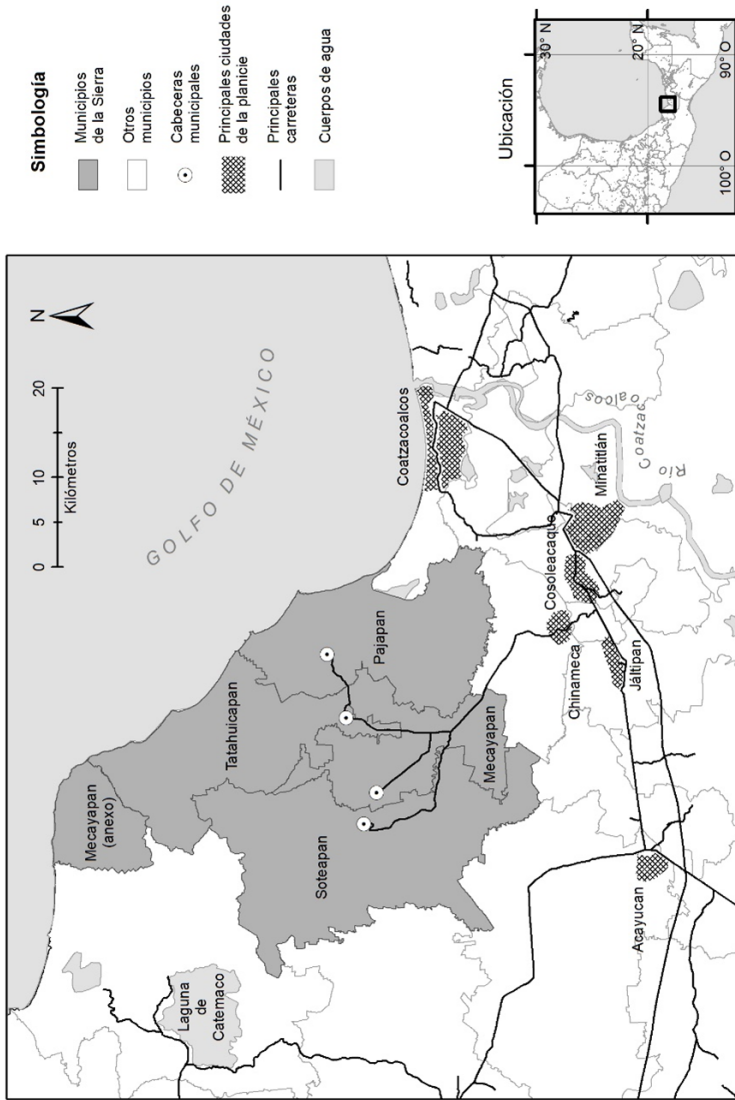 Simbología
Municipios
de la Sierra
Otros
municipios
Cabeceras
municipales
Principales ciudades
de la planicie
Principales
carreteras
Cuerpos de agua
Ubicación
30° N
20° N
100° O
90° O
N
0 5 10 20
Kilómetros
GOLFO DE MÉXICO
Mecayapan
(anexo)
Tatahuicapan
Pajapan
Soteapan
Mecayapan
Laguna
de
Catemaco
Coatzacoalcos
Cosoleacaque
Minatitlán
Chinameca
Jáltipan
Acayucan
Río
Coatzac
oalcos